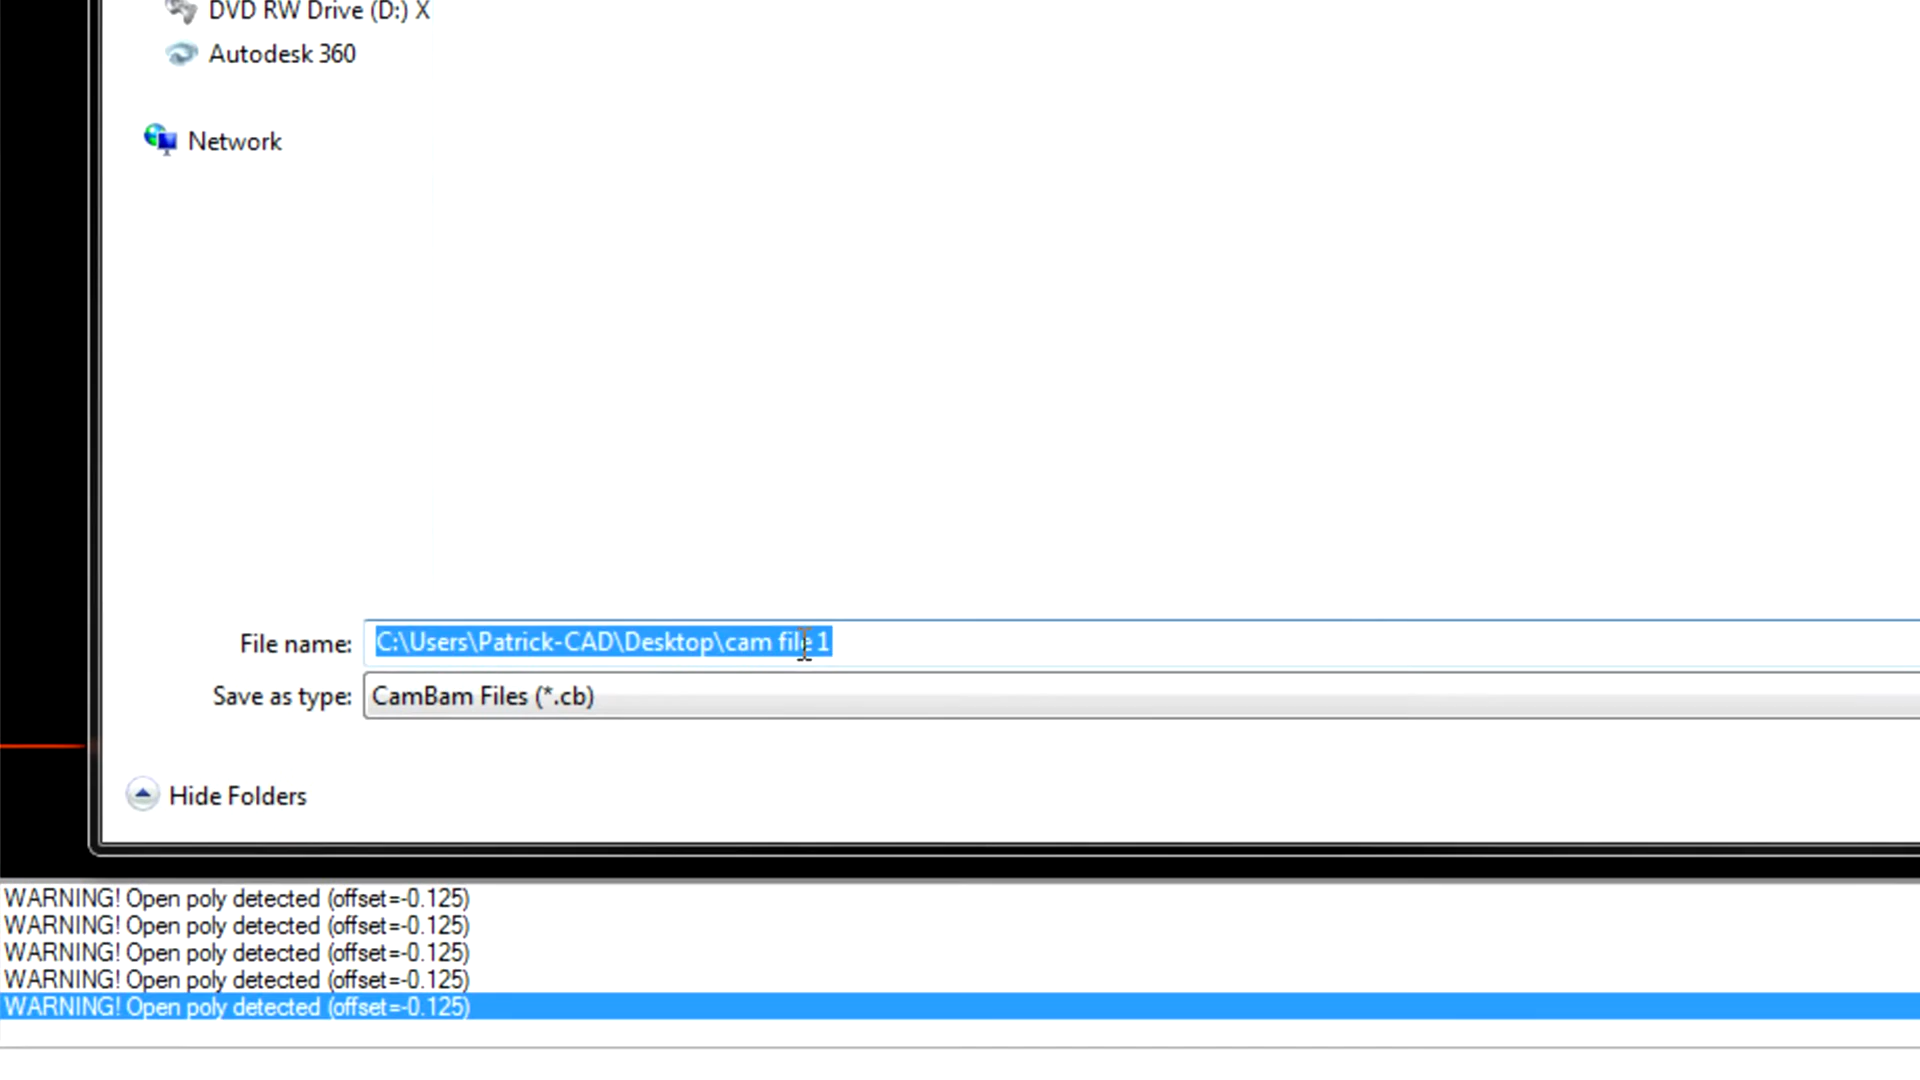 DVD RW Drive (D:) X
Autodesk 360
Network
File name: C:\Users\Patrick-CAD\Desktop\cam file 1
Save as type: CamBam Files (*.cb)
Hide Folders
WARNING! Open poly detected (offset=-0.125)
WARNING! Open poly detected (offset=-0.125)
WARNING! Open poly detected (offset=-0.125)
WARNING! Open poly detected (offset=-0.125)
WARNING! Open poly detected (offset=-0.125)